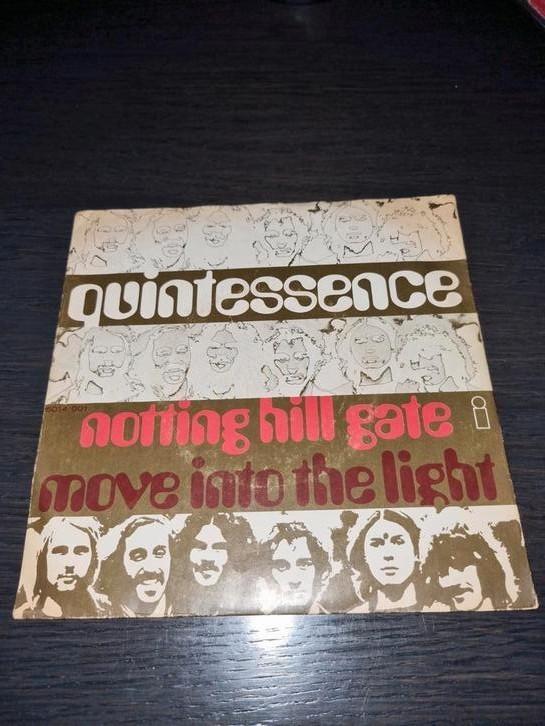 quintessence
6014 001
notting hill gate
i
move into the light